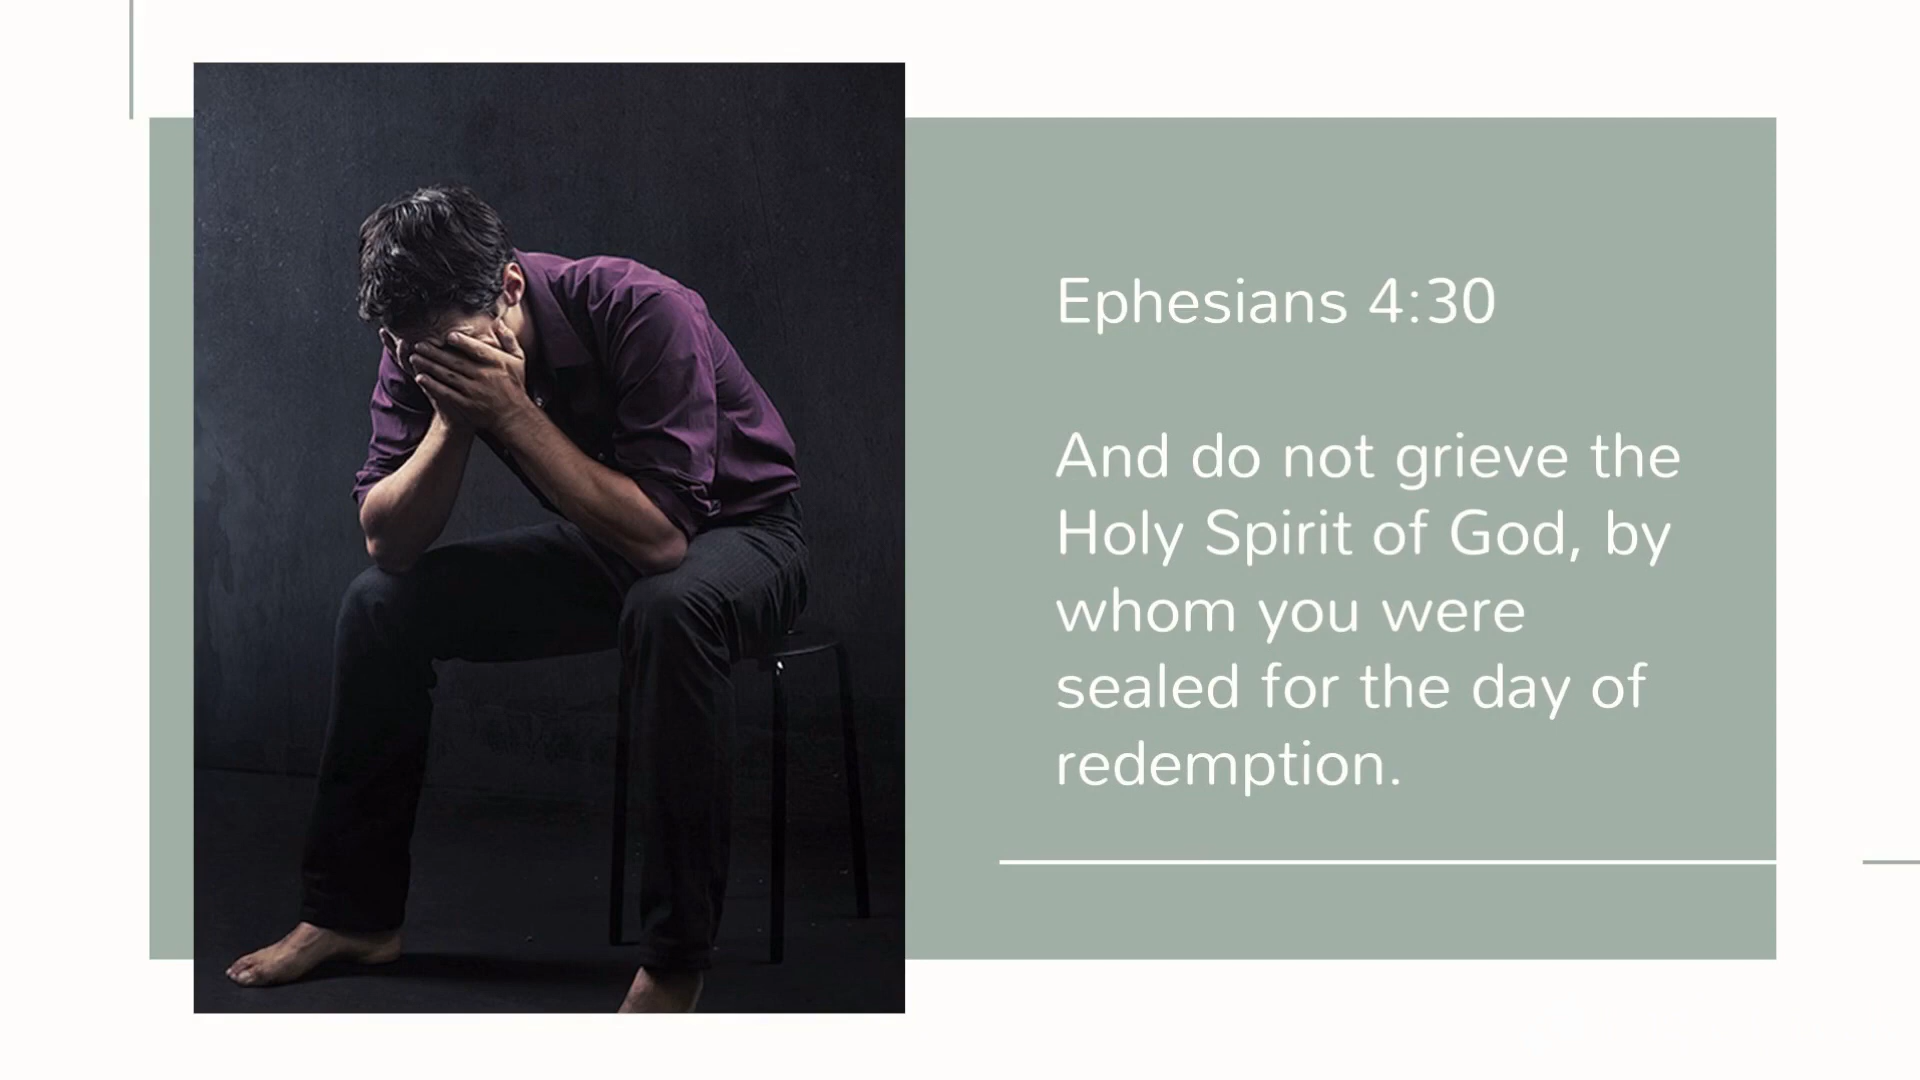 Ephesians 4:30
And do not grieve the
Holy Spirit of God, by
whom you were
sealed for the day of
redemption.